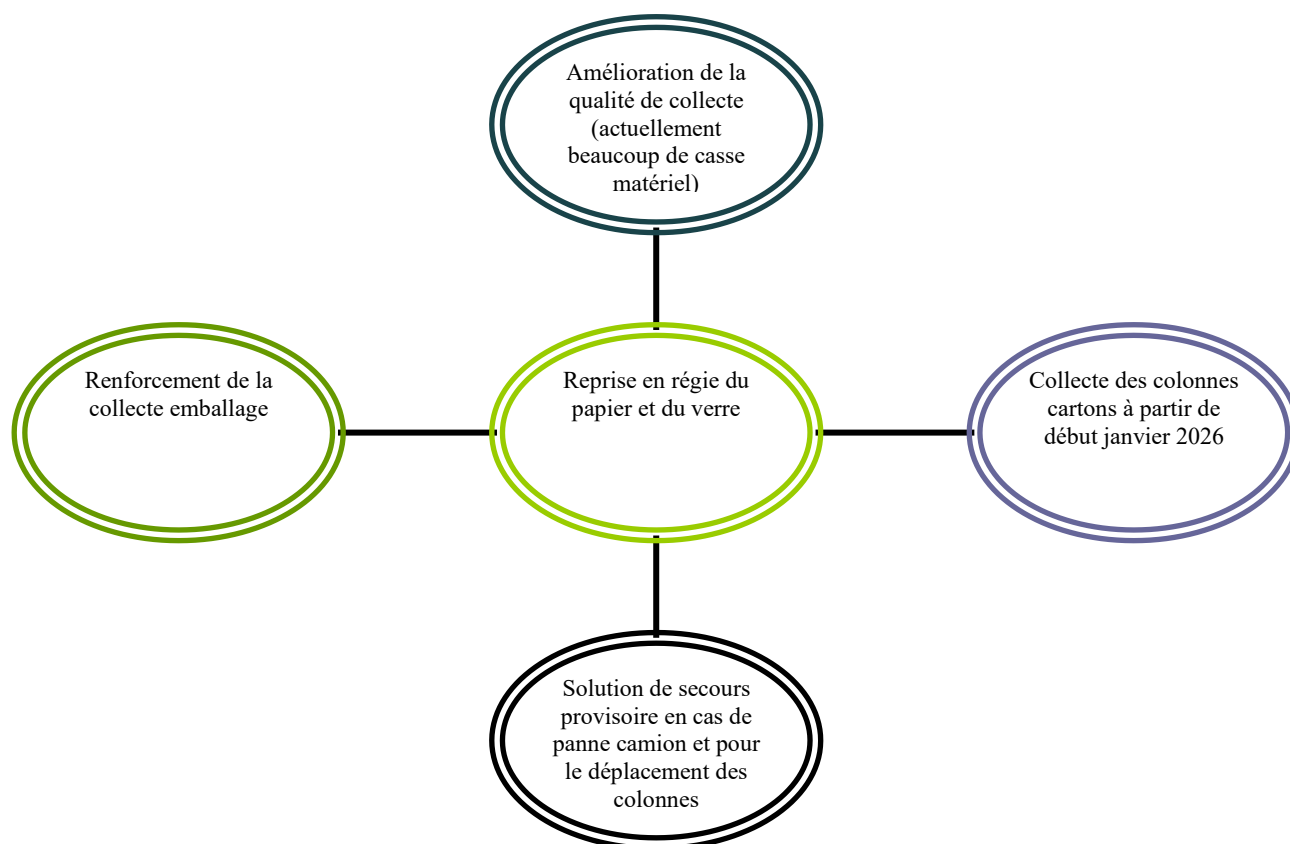 Amélioration de la
qualité de collecte
(actuellement
beaucoup de casse
matériel)
Renforcement de la
collecte emballage
Reprise en régie du
papier et du verre
Collecte des colonnes
cartons à partir de
début janvier 2026
Solution de secours
provisoire en cas de
panne camion et pour
le déplacement des
colonnes